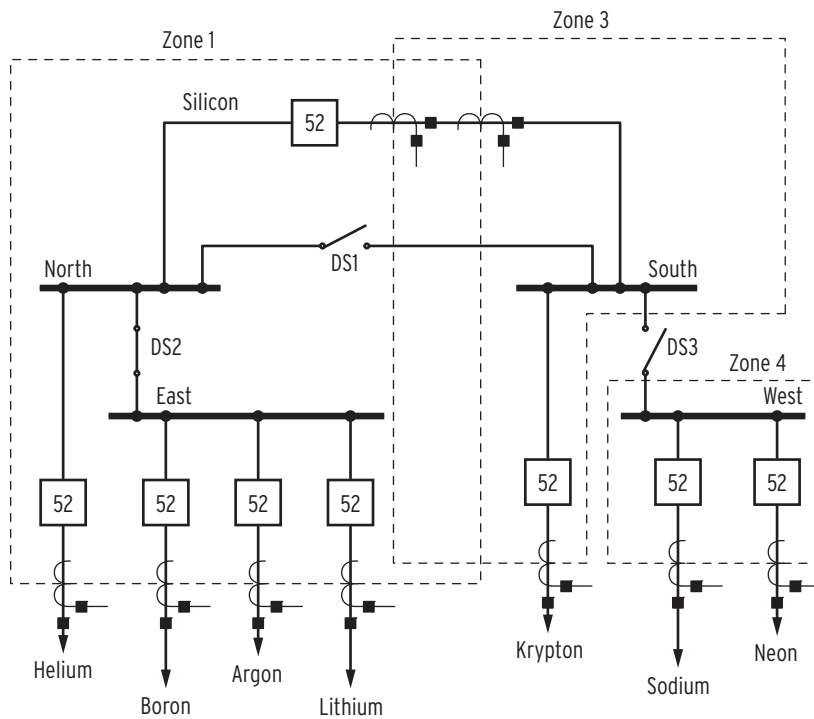 Zone 1
Zone 3
Silicon
52
North
DS1
South
DS2
DS3
Zone 4
East
West
52
52
52
52
52
52
52
Helium
Boron
Argon
Lithium
Krypton
Sodium
Neon